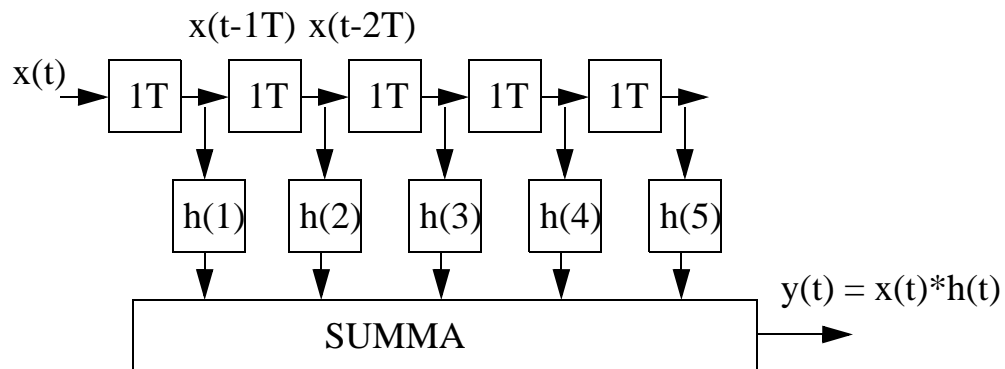 x(t-1T) x(t-2T)
x(t)
1T 1T 1T 1T 1T
h(1) h(2) h(3) h(4) h(5)
y(t) = x(t)*h(t)
SUMMA